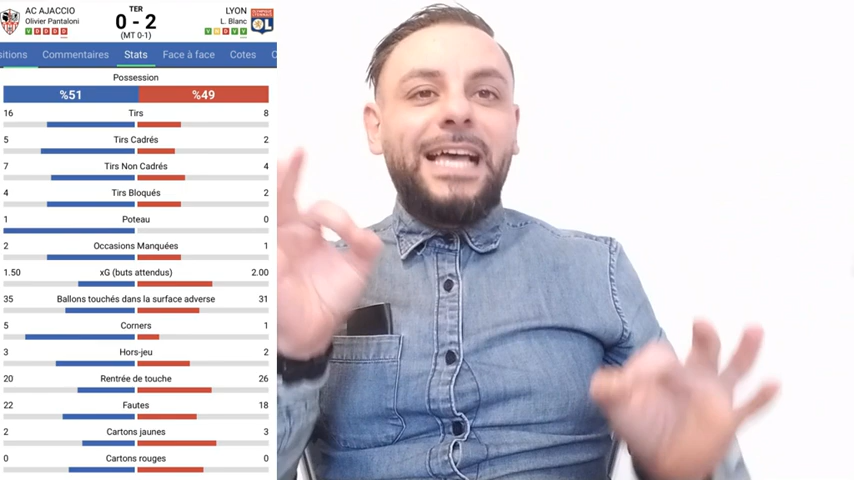 AC AJACCIO
Olivier Pantaloni
V D D D D
TER
0 - 2
(MT 0-1)
LYON
L. Blanc
V N D V V
OL
sitions Commentaires Stats Face à face Cotes C
Possession
%51 %49
16 Tirs 8
5 Tirs Cadrés 2
7 Tirs Non Cadrés 4
4 Tirs Bloqués 2
1 Poteau 0
2 Occasions Manquées 1
1.50 xG (buts attendus) 2.00
35 Ballons touchés dans la surface adverse 31
5 Corners 1
3 Hors-jeu 2
20 Rentrée de touche 26
22 Fautes 18
2 Cartons jaunes 3
0 Cartons rouges 0